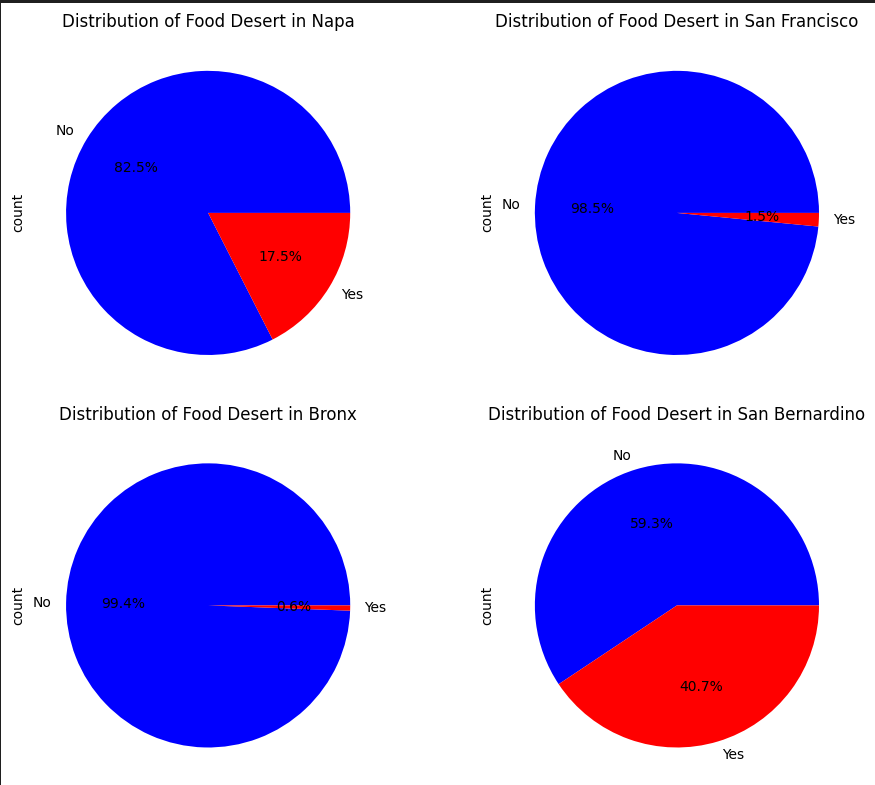 Distribution of Food Desert in Napa
No
82.5%
count
17.5%
Yes
Distribution of Food Desert in San Francisco
No
98.5%
count
1.5%
Yes
Distribution of Food Desert in Bronx
No
99.4%
count
0.6%
Yes
Distribution of Food Desert in San Bernardino
No
59.3%
count
40.7%
Yes